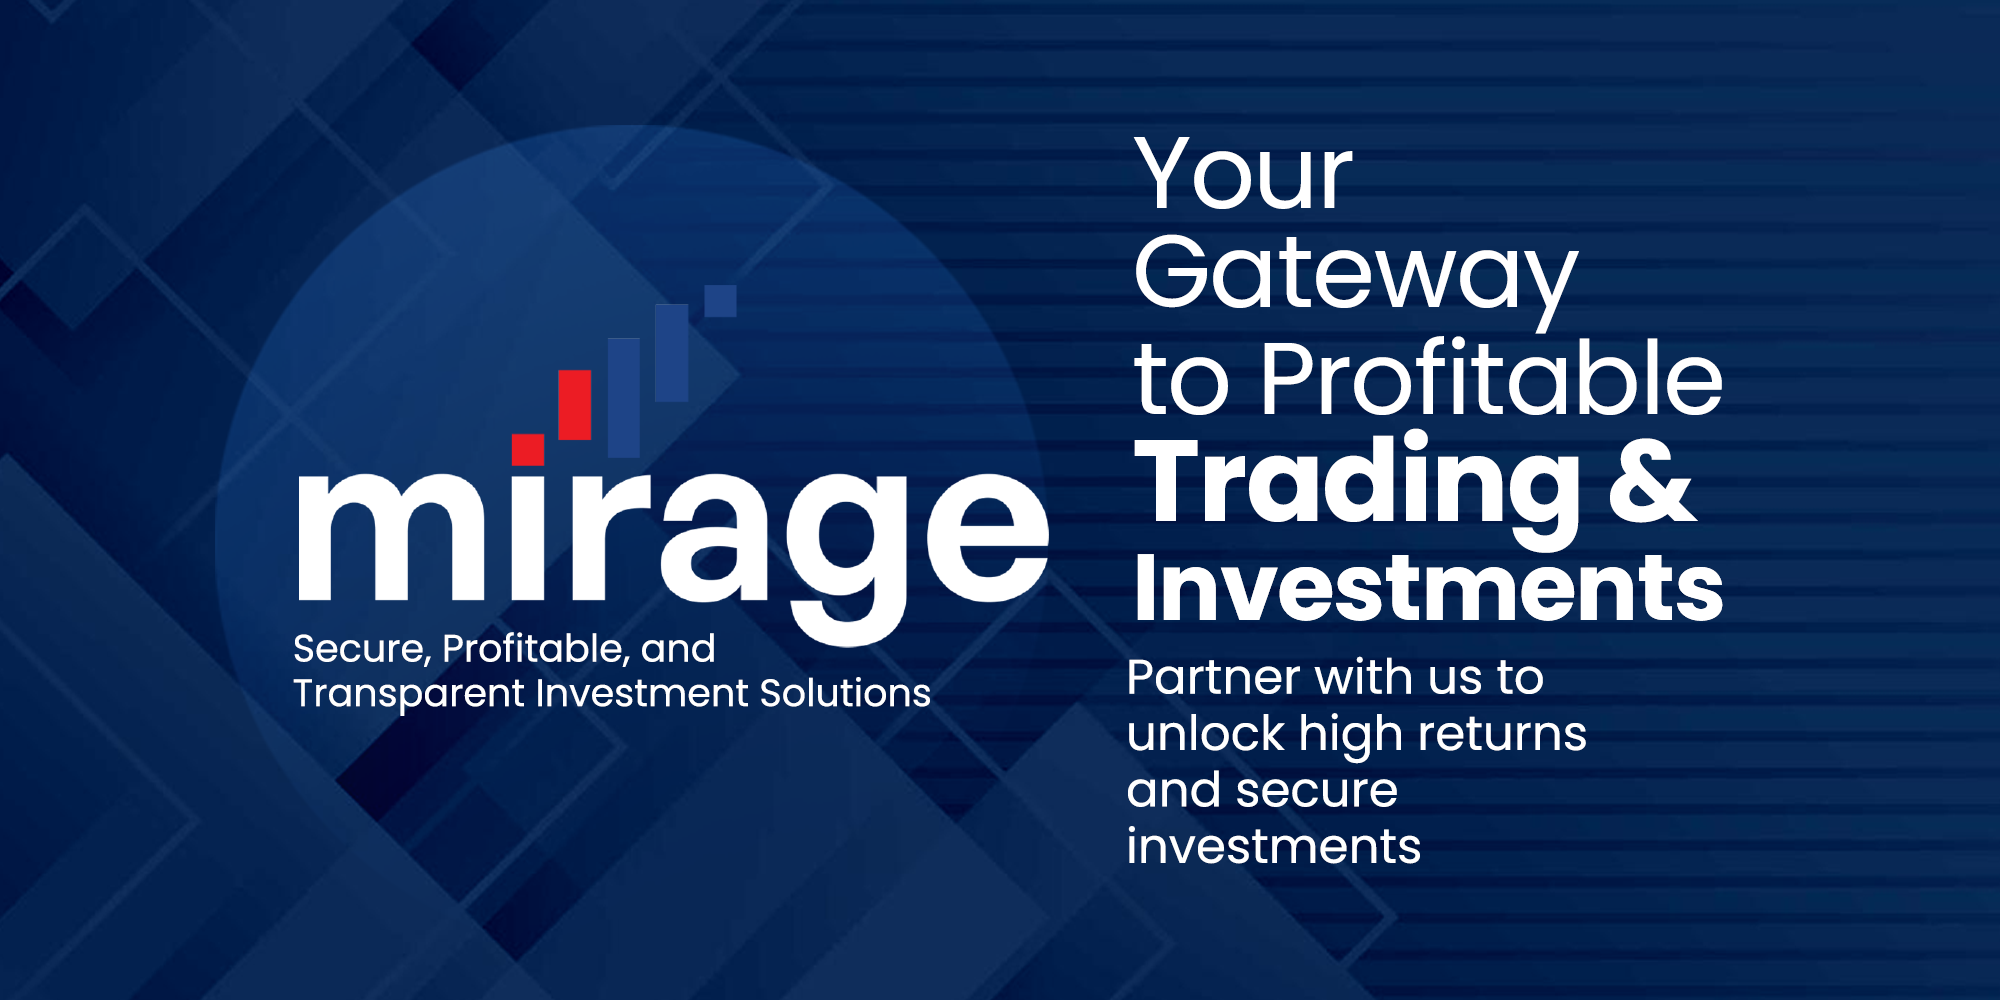 mirage
Secure, Profitable, and
Transparent Investment Solutions
Your
Gateway
to Profitable
Trading &
Investments
Partner with us to
unlock high returns
and secure
investments